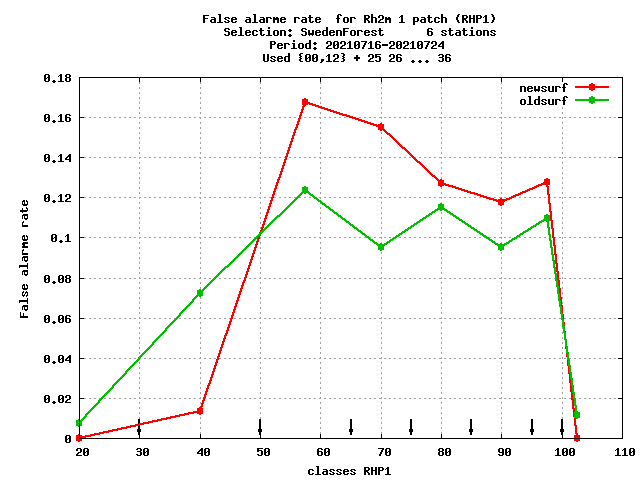 False alarme rate for Rh2m 1 patch (RHP1)
Selection: SwedenForest 6 stations
Period: 20210716-20210724
Used {00,12} + 25 26 ... 36
newsurf
oldsurf
0.18
0.16
0.14
0.12
0.1
0.08
0.06
0.04
0.02
0
False alarme rate
20 30 40 50 60 70 80 90 100 110
classes RHP1